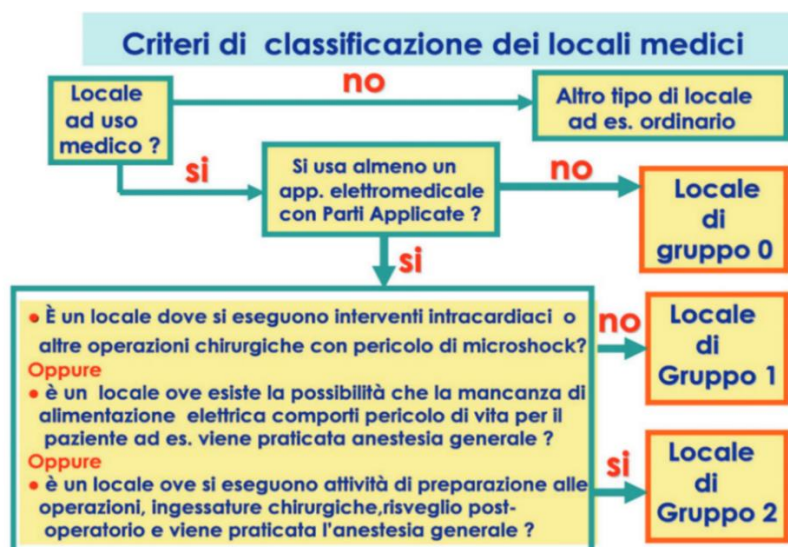 Criteri di classificazione dei locali medici
Locale
ad uso
medico ?
no
Altro tipo di locale
ad es. ordinario
si
Si usa almeno un
app. elettromedicale
con Parti Applicate ?
no
Locale
di
gruppo 0
si
• È un locale dove si eseguono interventi intracardiaci o
altre operazioni chirurgiche con pericolo di microshock?
Oppure
• è un locale ove esiste la possibilità che la mancanza di
alimentazione elettrica comporti pericolo di vita per il
paziente ad es. viene praticata anestesia generale ?
Oppure
• è un locale ove si eseguono attività di preparazione alle
operazioni, ingessature chirurgiche,risveglio post-
operatorio e viene praticata l'anestesia generale ?
no
Locale
di
Gruppo 1
si
Locale
di
Gruppo 2